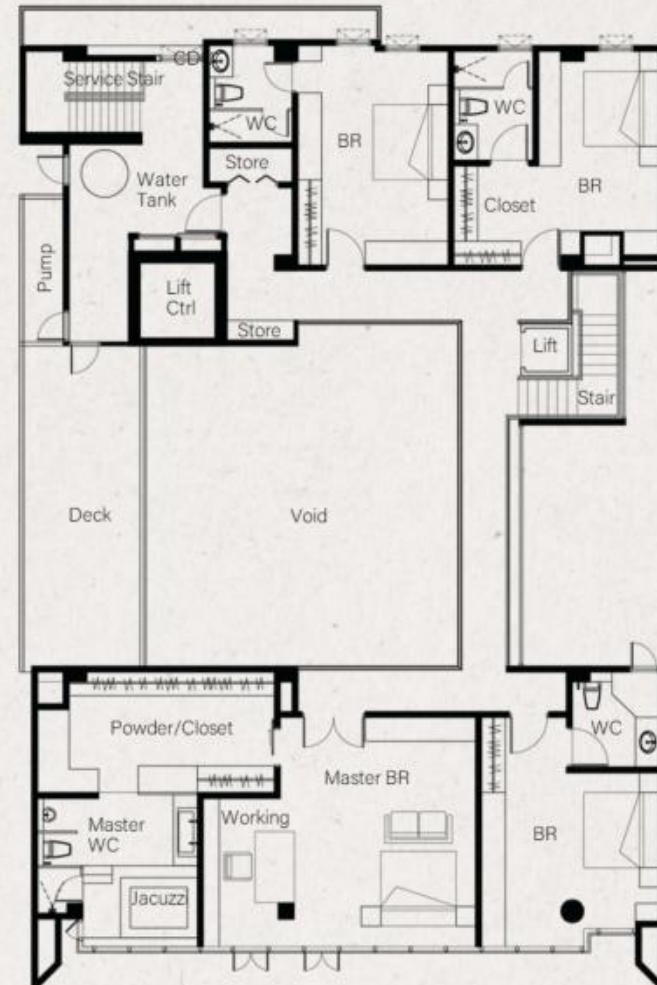 CD
Service Stair
WC
WC
BR
Store
Water
Tank
BR
Closet
Pump
Lift
Ctrl
Store
Lift
Stair
Deck
Void
Powder/Closet
WC
Master BR
Working
Master
WC
BR
Jacuzzi